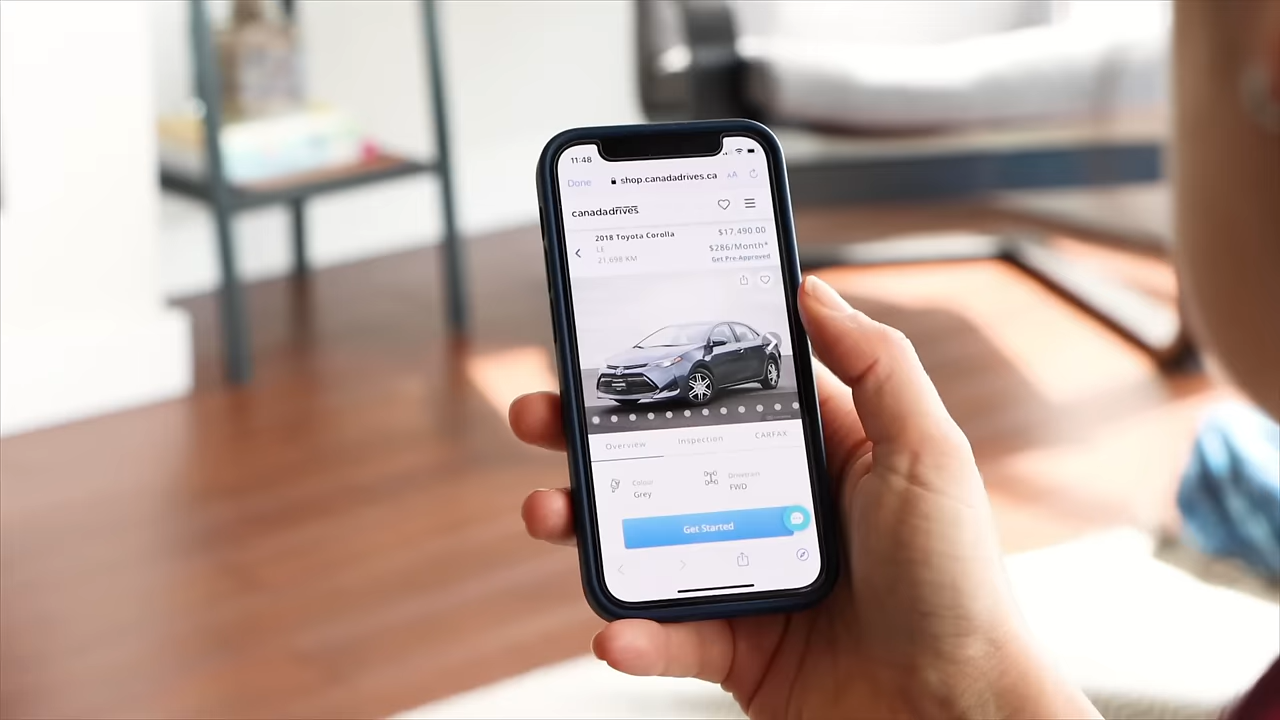 11:48
Done shop.canadadrives.ca AA
canadadrives
2018 Toyota Corolla $17,490.00
LE $286/Month*
21,698 KM Get Pre-Approved
Overview Inspection CARFAX
Colour Drivetrain
Grey FWD
Get Started